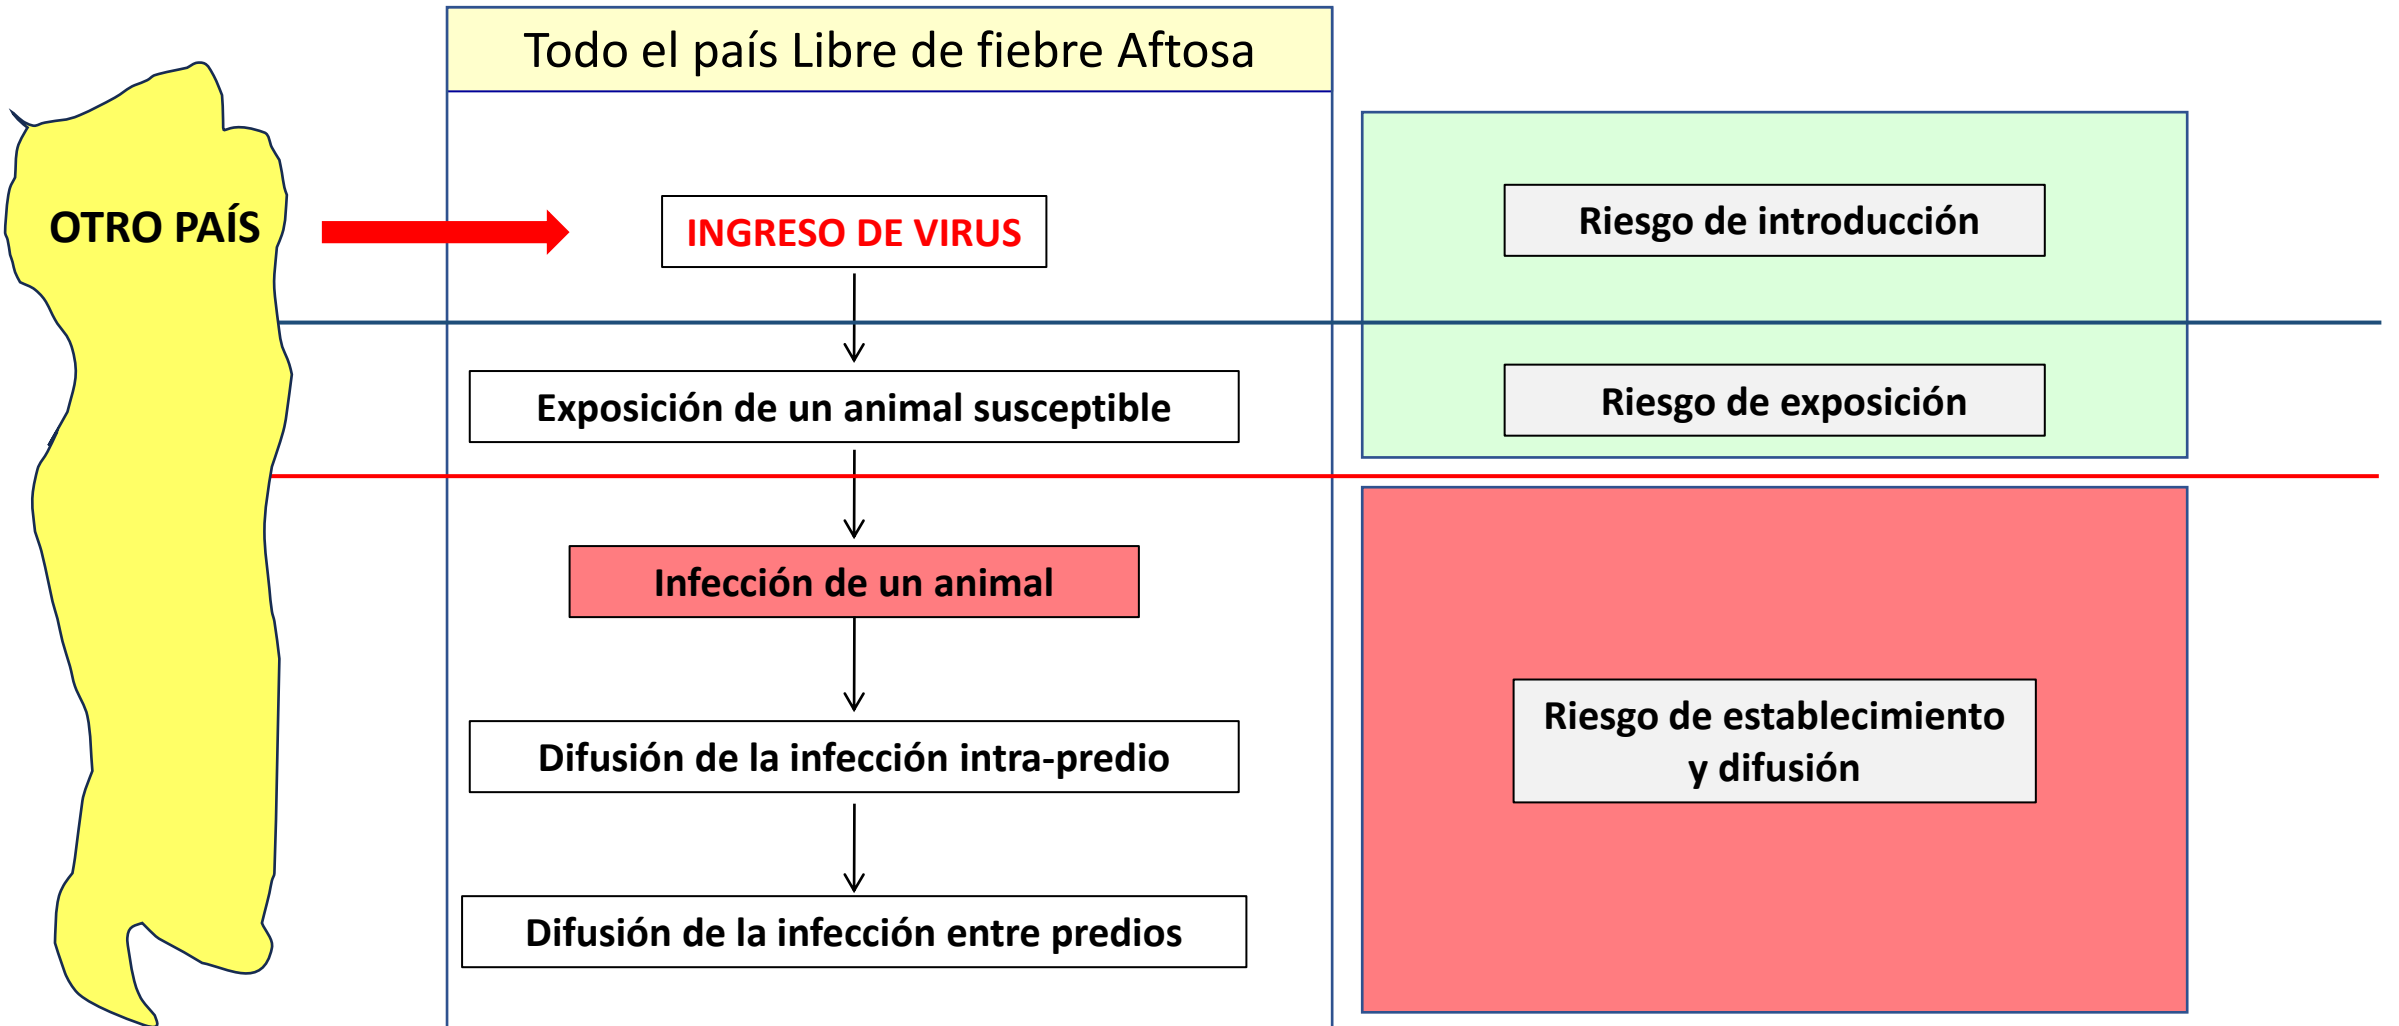 Todo el país Libre de fiebre Aftosa
OTRO PAÍS
INGRESO DE VIRUS
Riesgo de introducción
Exposición de un animal susceptible
Riesgo de exposición
Infección de un animal
Difusión de la infección intra-predio
Riesgo de establecimiento
y difusión
Difusión de la infección entre predios